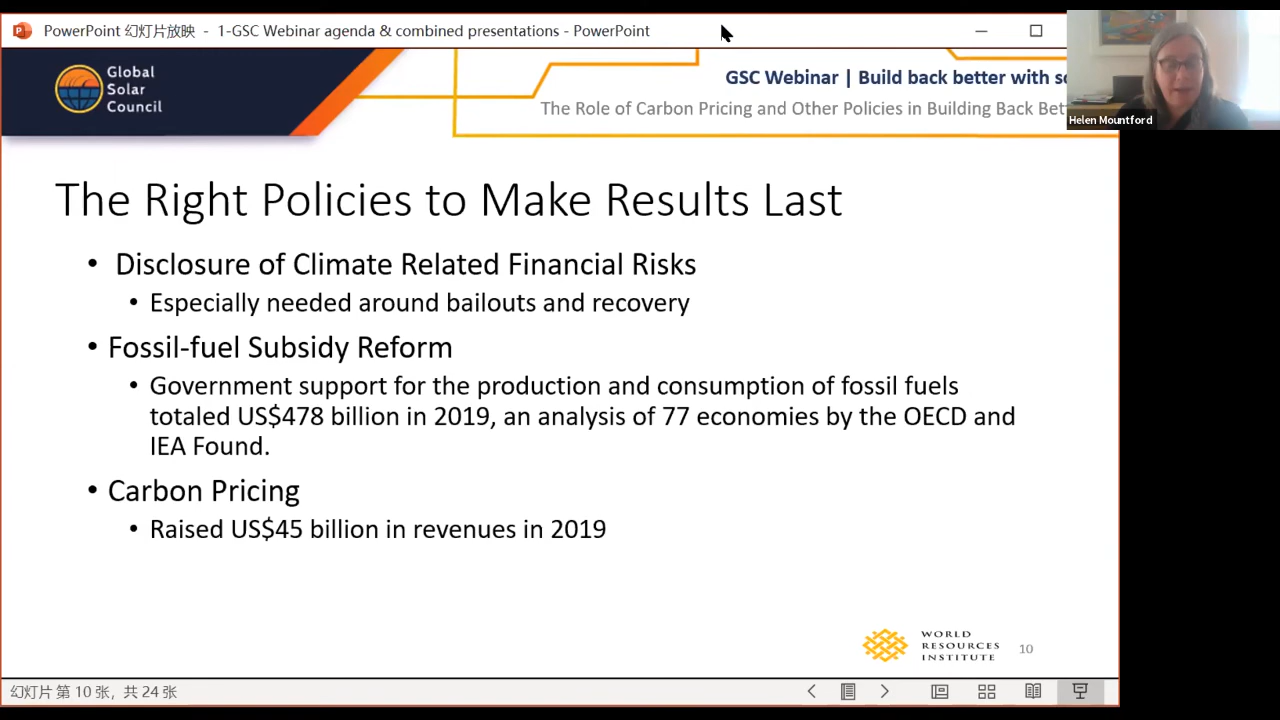 PowerPoint 幻灯片放映 - 1-GSC Webinar agenda & combined presentations - PowerPoint
Global
Solar
Council
GSC Webinar | Build back better with so
The Role of Carbon Pricing and Other Policies in Building Back Bet
Helen Mountford
The Right Policies to Make Results Last
• Disclosure of Climate Related Financial Risks
• Especially needed around bailouts and recovery
• Fossil-fuel Subsidy Reform
• Government support for the production and consumption of fossil fuels
totaled US$478 billion in 2019, an analysis of 77 economies by the OECD and
IEA Found.
• Carbon Pricing
• Raised US$45 billion in revenues in 2019
WORLD
RESOURCES
INSTITUTE
10
幻灯片 第 10 张，共 24 张